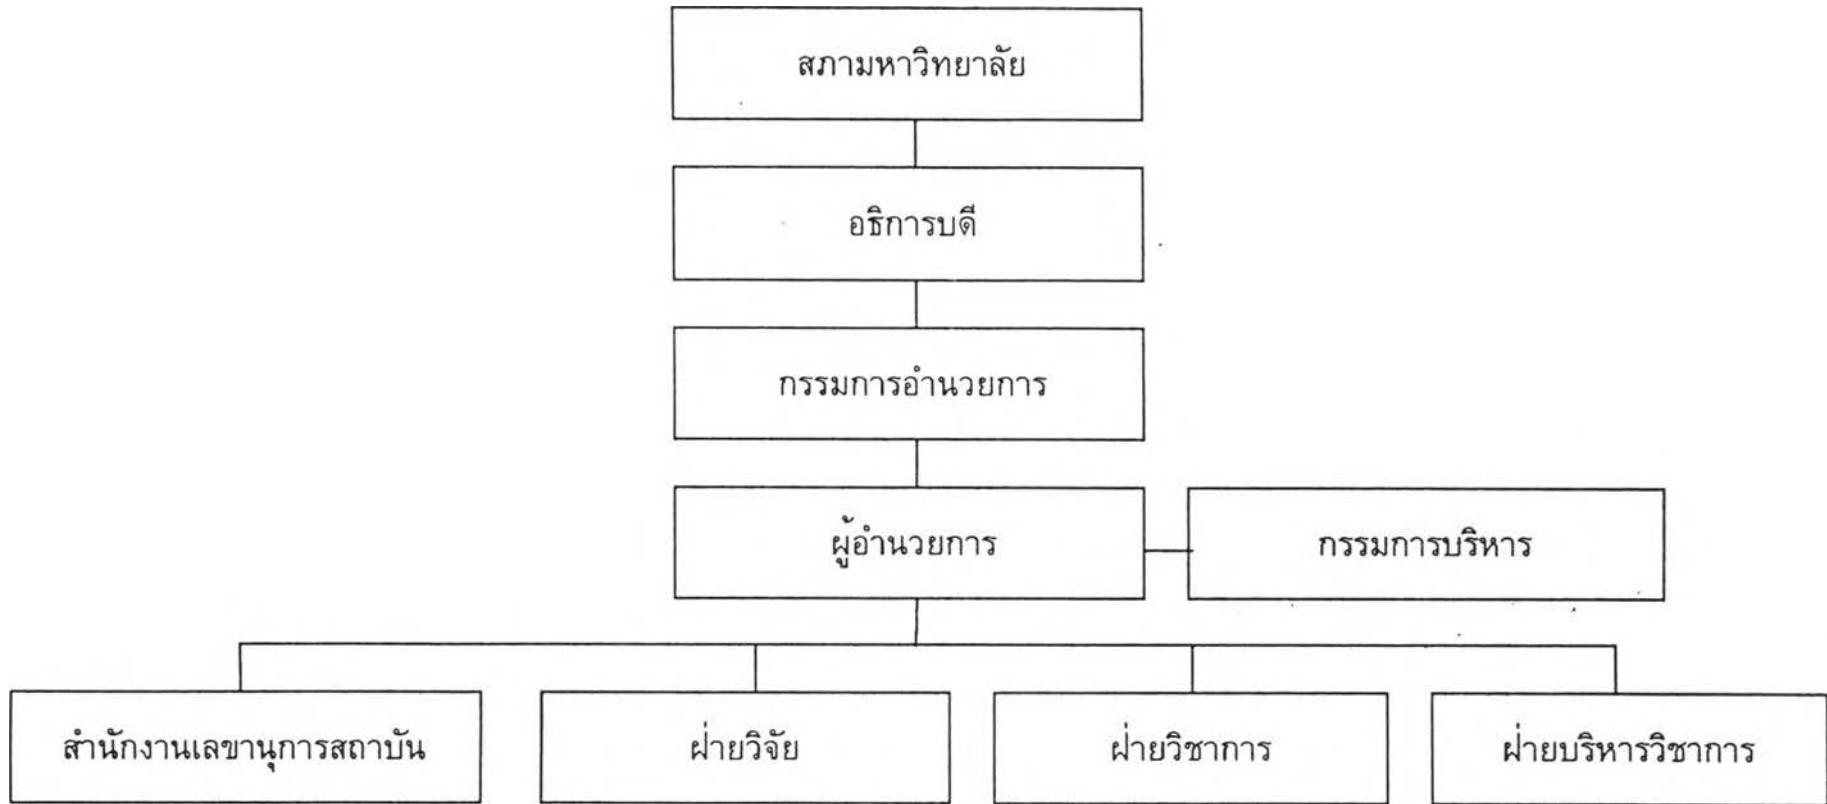 สภามหาวิทยาลัย
อธิการบดี
กรรมการอำนวยการ
ผู้อำนวยการ
กรรมการบริหาร
สำนักงานเลขานุการสถาบัน
ฝ่ายวิจัย
ฝ่ายวิชาการ
ฝ่ายบริหารวิชาการ